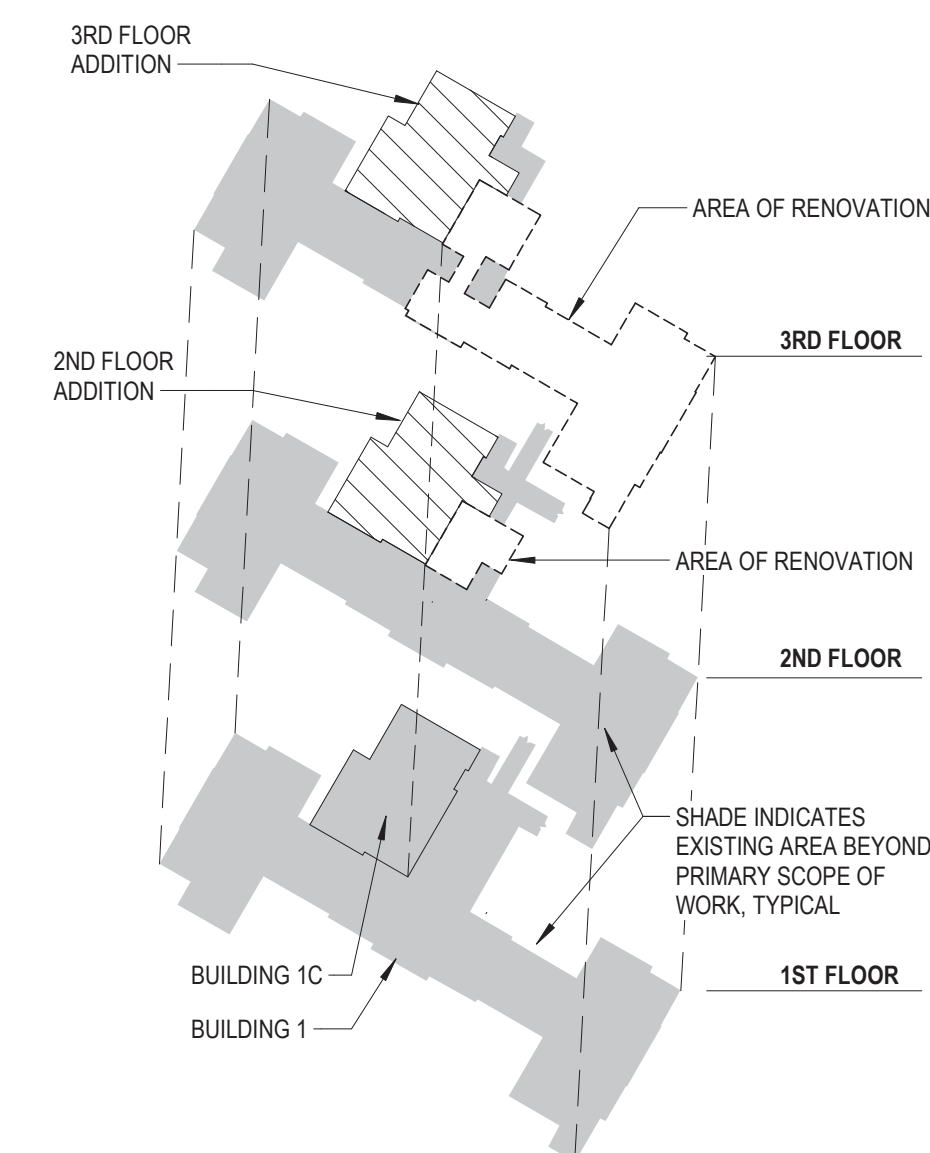 3RD FLOOR
ADDITION
AREA OF RENOVATION
3RD FLOOR
2ND FLOOR
ADDITION
AREA OF RENOVATION
2ND FLOOR
SHADE INDICATES
EXISTING AREA BEYOND
PRIMARY SCOPE OF
WORK, TYPICAL
BUILDING 1C
1ST FLOOR
BUILDING 1